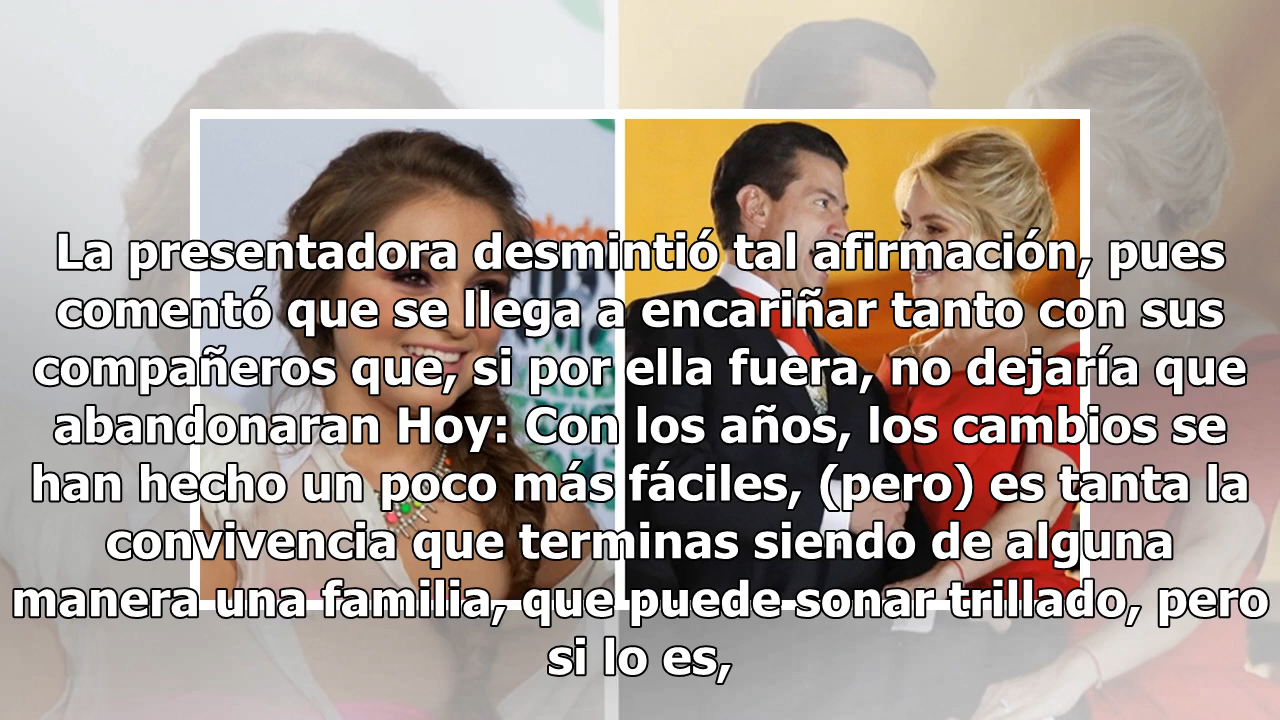 La presentadora desmintió tal afirmación, pues
comentó que se llega a encariñar tanto con sus
compañeros que, si por ella fuera, no dejaría que
abandonaran Hoy: Con los años, los cambios se
han hecho un poco más fáciles, (pero) es tanta la
convivencia que terminas siendo de alguna
manera una familia, que puede sonar trillado, pero
si lo es,